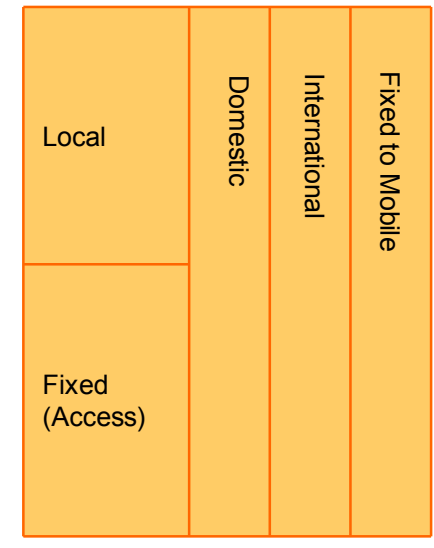 Local
Domestic
International
Fixed to Mobile
Fixed
(Access)